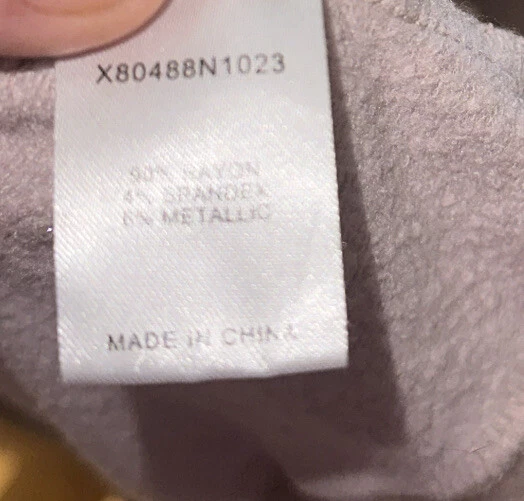 X80488N1023
90% RAYON
4% SPANDEX
6% METALLIC
MADE IN CHINA